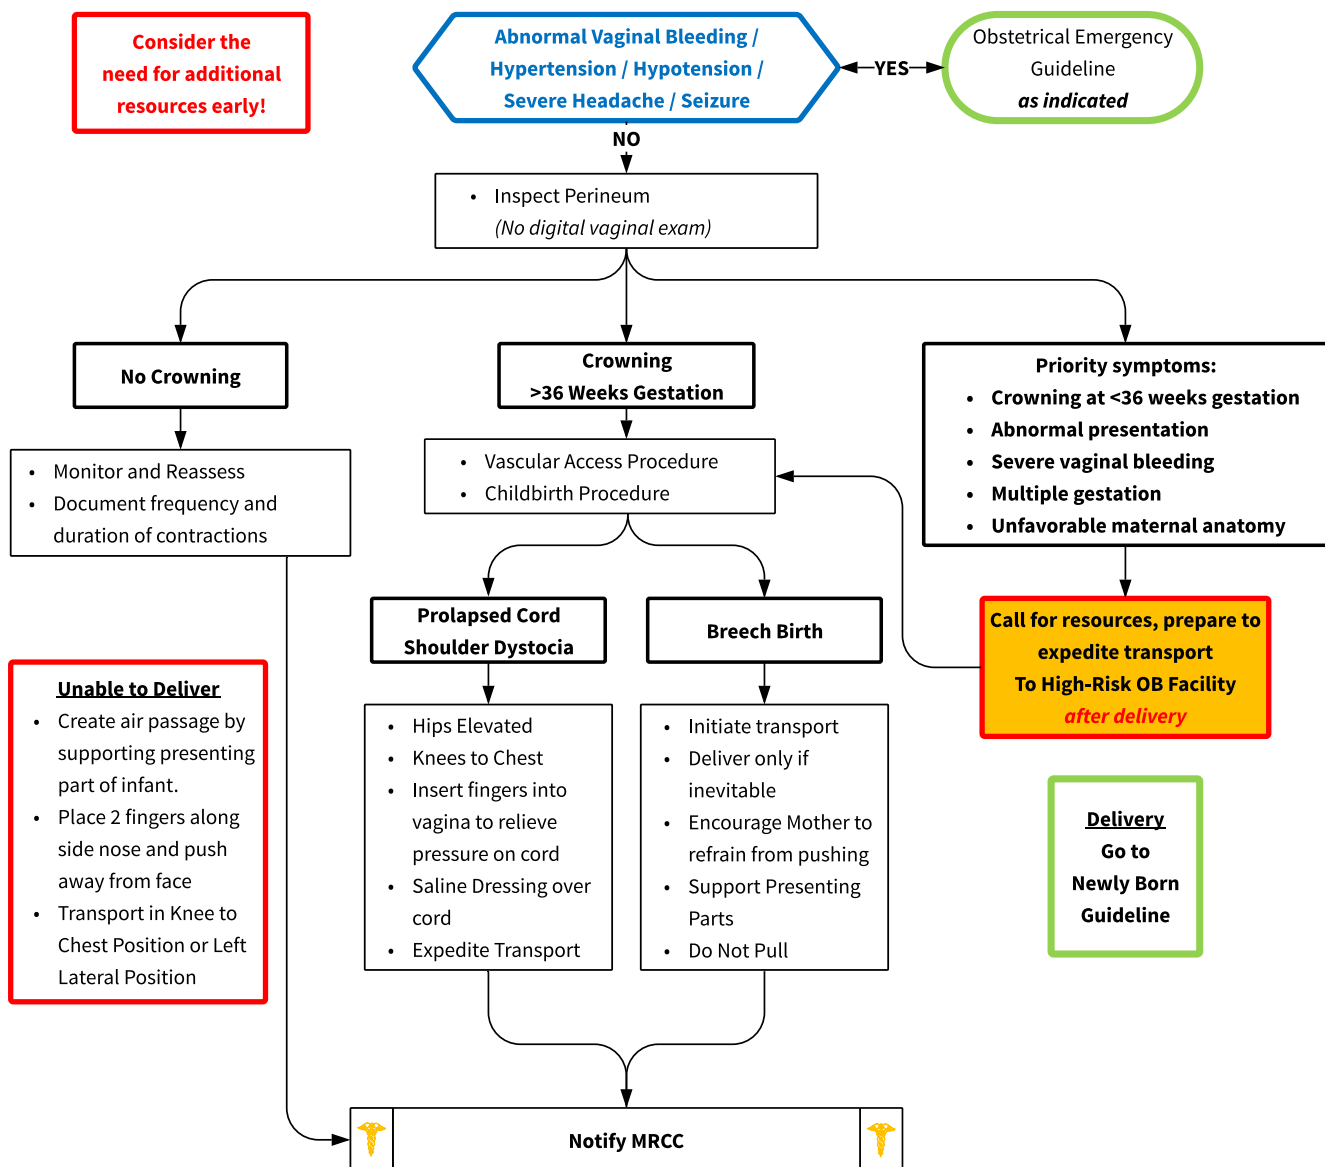 Consider the
need for additional
resources early!
Abnormal Vaginal Bleeding /
Hypertension / Hypotension /
Severe Headache / Seizure
YES
Obstetrical Emergency
Guideline
as indicated
NO
• Inspect Perineum
(No digital vaginal exam)
No Crowning
Crowning
>36 Weeks Gestation
Priority symptoms:
• Crowning at <36 weeks gestation
• Abnormal presentation
• Severe vaginal bleeding
• Multiple gestation
• Unfavorable maternal anatomy
• Monitor and Reassess
• Document frequency and
duration of contractions
• Vascular Access Procedure
• Childbirth Procedure
Prolapsed Cord
Shoulder Dystocia
Breech Birth
Call for resources, prepare to
expedite transport
To High-Risk OB Facility
after delivery
Unable to Deliver
• Create air passage by
supporting presenting
part of infant.
• Place 2 fingers along
side nose and push
away from face
• Transport in Knee to
Chest Position or Left
Lateral Position
• Hips Elevated
• Knees to Chest
• Insert fingers into
vagina to relieve
pressure on cord
• Saline Dressing over
cord
• Expedite Transport
• Initiate transport
• Deliver only if
inevitable
• Encourage Mother to
refrain from pushing
• Support Presenting
Parts
• Do Not Pull
Delivery
Go to
Newly Born
Guideline
Notify MRCC